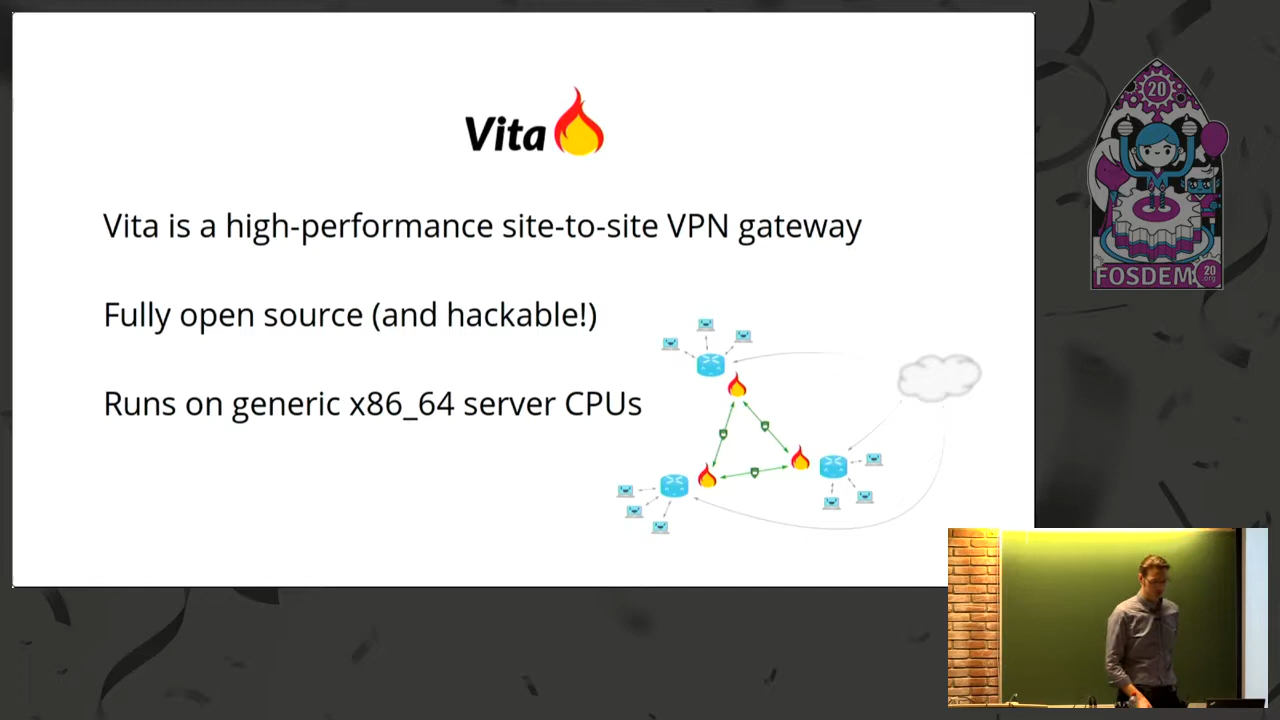 Vita
Vita is a high-performance site-to-site VPN gateway
Fully open source (and hackable!)
Runs on generic x86_64 server CPUs
20
FOSDEM
20
.org